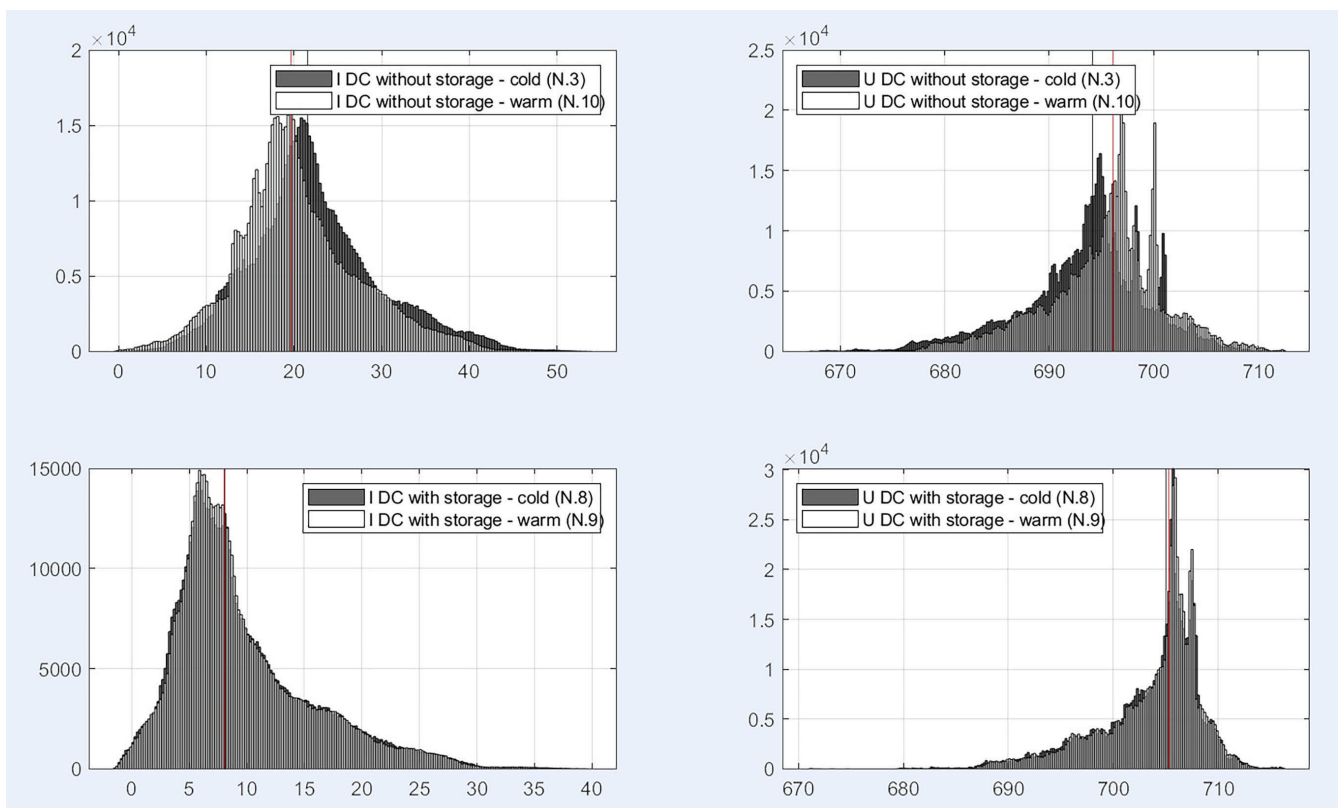 ×10⁴
2
I DC without storage - cold (N.3)
I DC without storage - warm (N.10)
1.5
1
0.5
0
0 10 20 30 40 50
×10⁴
2.5
U DC without storage - cold (N.3)
U DC without storage - warm (N.10)
2
1.5
1
0.5
0
670 680 690 700 710
15000
I DC with storage - cold (N.8)
I DC with storage - warm (N.9)
10000
5000
0
0 5 10 15 20 25 30 35 40
×10⁴
3
U DC with storage - cold (N.8)
U DC with storage - warm (N.9)
2.5
2
1.5
1
0.5
0
670 680 690 700 710